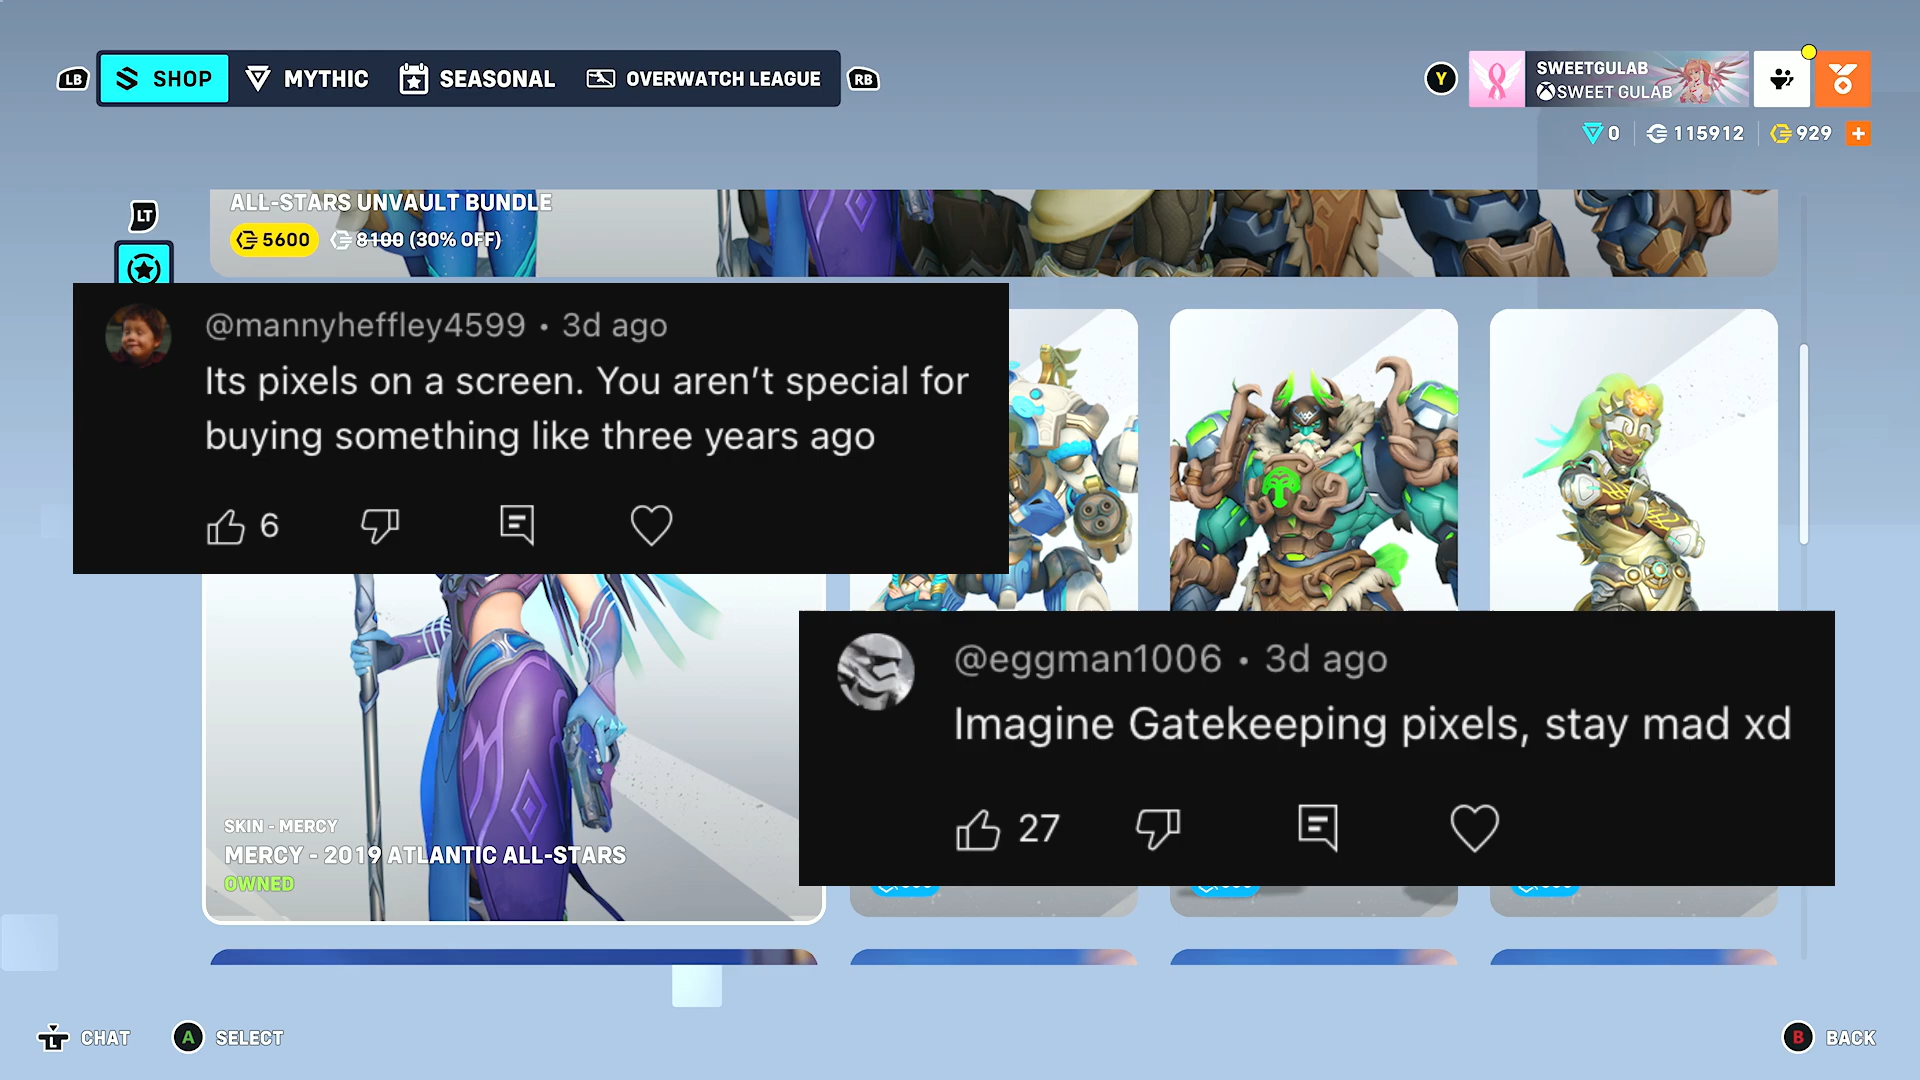 LB
SHOP
MYTHIC
SEASONAL
OVERWATCH LEAGUE
RB
Y
SWEETGULAB
SWEET GULAB
0
115912
929
+
LT
ALL-STARS UNVAULT BUNDLE
5600
8100 (30% OFF)
@mannyheffley4599 • 3d ago
Its pixels on a screen. You aren't special for
buying something like three years ago
6
@eggman1006 • 3d ago
Imagine Gatekeeping pixels, stay mad xd
27
SKIN - MERCY
MERCY - 2019 ATLANTIC ALL-STARS
OWNED
L
CHAT
A
SELECT
B
BACK